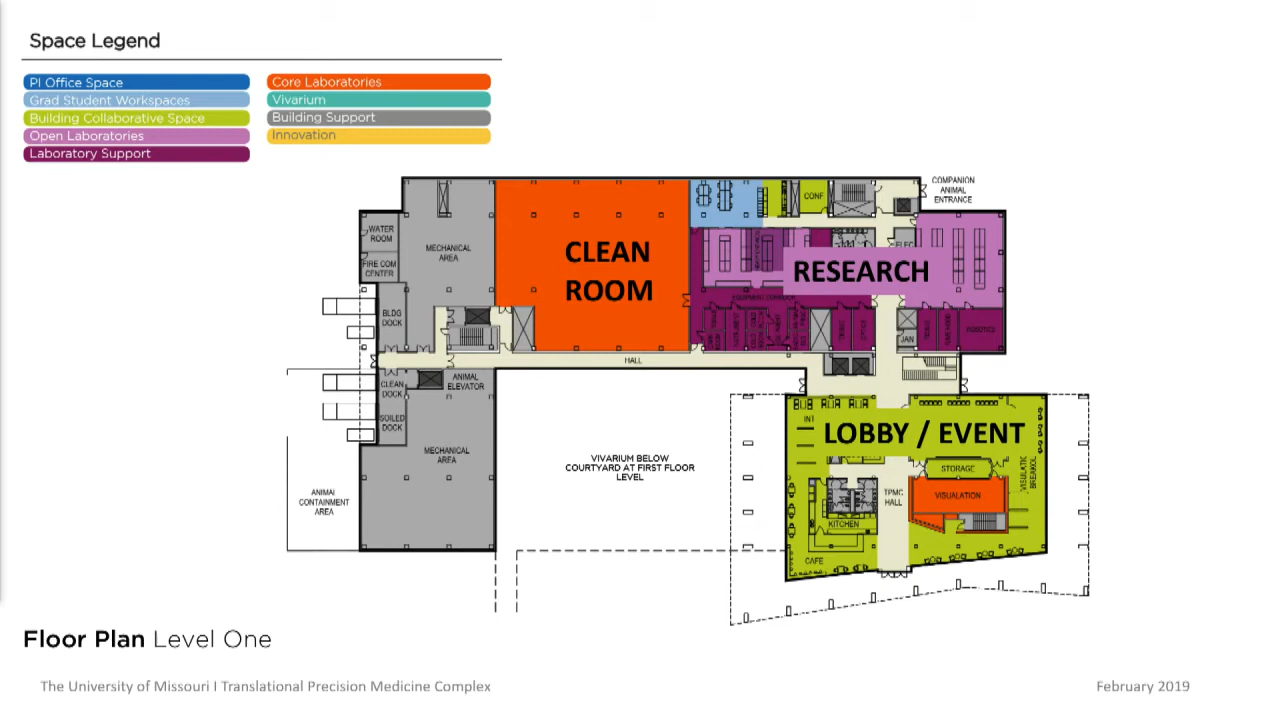 Space Legend
PI Office Space
Grad Student Workspaces
Building Collaborative Space
Open Laboratories
Laboratory Support
Core Laboratories
Vivarium
Building Support
Innovation
COMPANION
ANIMAL
ENTRANCE
CONF
WATER
ROOM
FIRE COM
CENTER
MECHANICAL
AREA
CLEAN
ROOM
RESEARCH
ELEC
BLDG
DOCK
JAN
ROBOTICS
HALL
CLEAN
DOCK
ANIMAL
ELEVATOR
SOILED
DOCK
MECHANICAL
AREA
INT
LOBBY / EVENT
STORAGE
VISUALATION
TPMC
HALL
KITCHEN
CAFE
VIVARIUM BELOW
COURTYARD AT FIRST FLOOR
LEVEL
ANIMAL
CONTAINMENT
AREA
Floor Plan Level One
The University of Missouri I Translational Precision Medicine Complex
February 2019